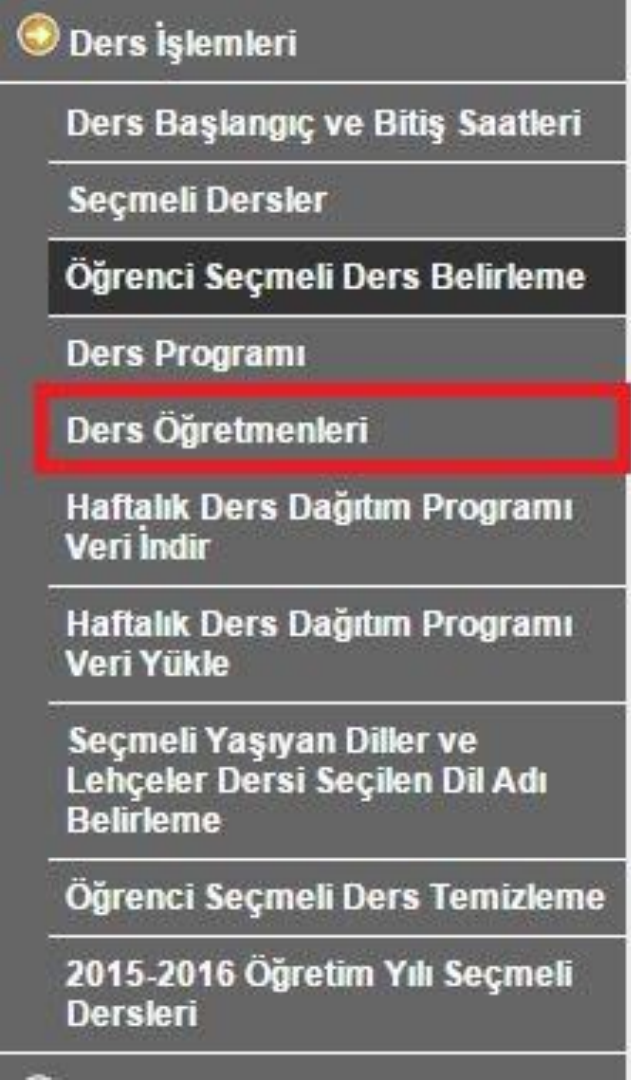 Ders İşlemleri
Ders Başlangıç ve Bitiş Saatleri
Seçmeli Dersler
Öğrenci Seçmeli Ders Belirleme
Ders Programı
Ders Öğretmenleri
Haftalık Ders Dağıtım Programı
Veri İndir
Haftalık Ders Dağıtım Programı
Veri Yükle
Seçmeli Yaşıyan Diller ve
Lehçeler Dersi Seçilen Dil Adı
Belirleme
Öğrenci Seçmeli Ders Temizleme
2015-2016 Öğretim Yılı Seçmeli
Dersleri